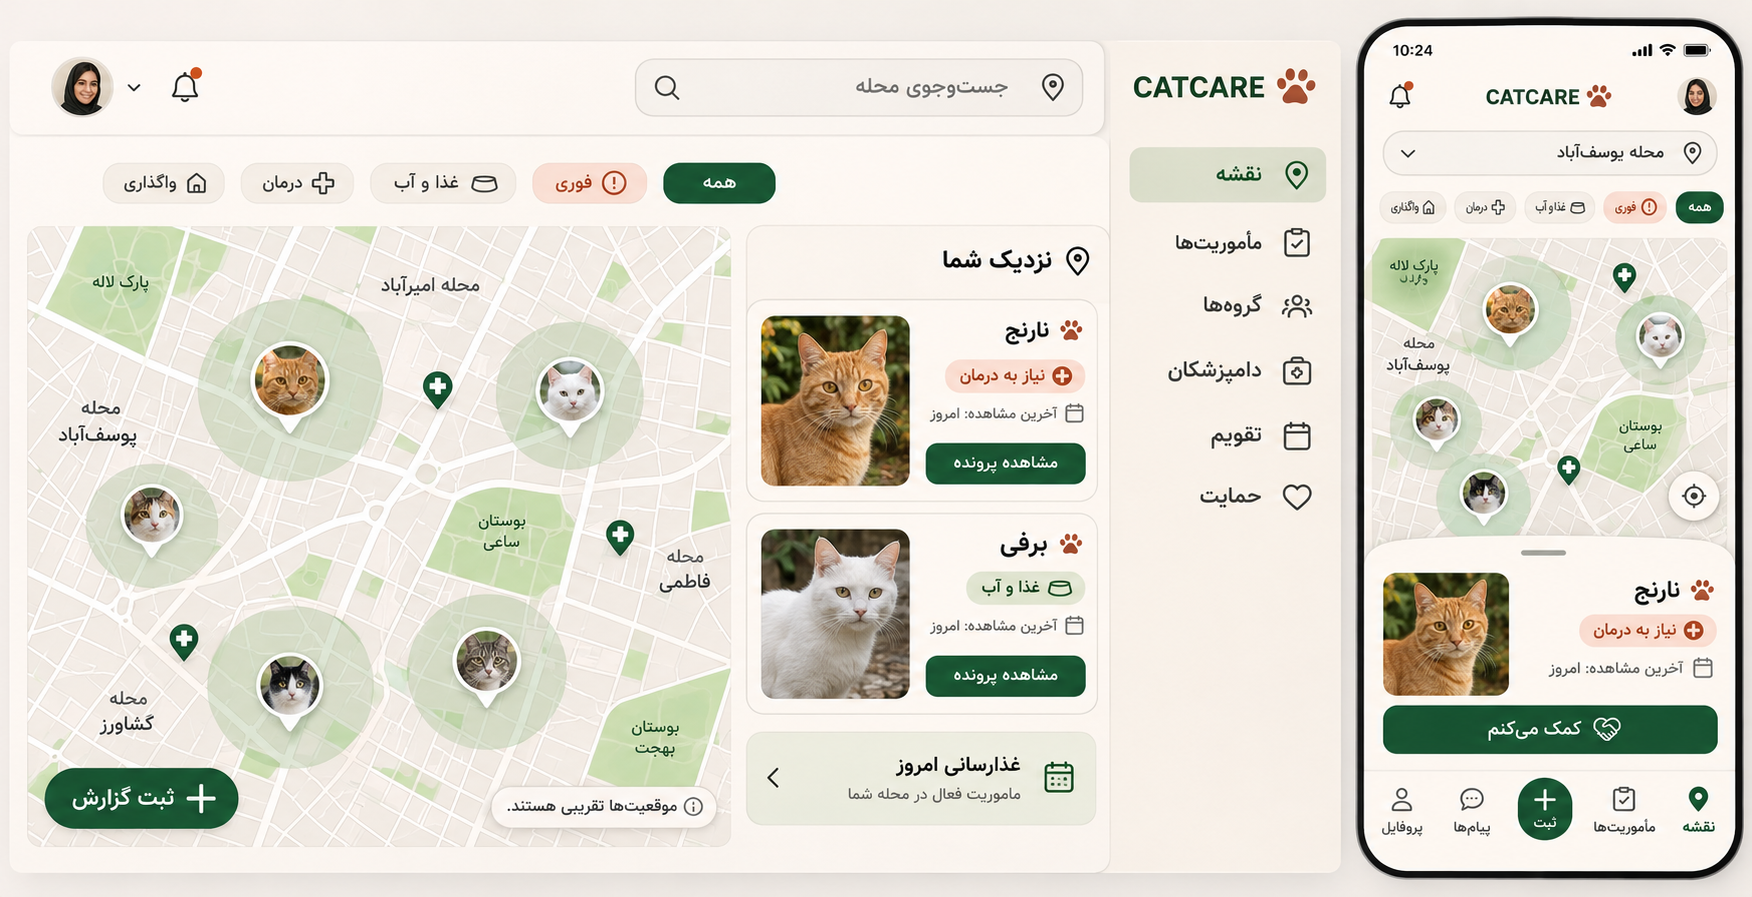 CATCARE
جست‌وجوی محله
نقشه
مأموریت‌ها
گروه‌ها
دامپزشکان
تقویم
حمایت
همه
فوری
غذا و آب
درمان
واگذاری
نزدیک شما
نارنج
نیاز به درمان
آخرین مشاهده: امروز
مشاهده پرونده
برفی
غذا و آب
آخرین مشاهده: امروز
مشاهده پرونده
غذارسانی امروز
ماموریت فعال در محله شما
پارک لاله
محله امیرآباد
محله
یوسف‌آباد
بوستان
ساعی
محله
فاطمی
محله
گشاورز
بوستان
بهجت
ثبت گزارش
موقعیت‌ها تقریبی هستند.
10:24
CATCARE
محله یوسف‌آباد
همه
فوری
غذا و آب
درمان
واگذاری
پارک لاله
محله
یوسف‌آباد
بوستان
ساعی
نارنج
نیاز به درمان
آخرین مشاهده: امروز
کمک می‌کنم
نقشه
مأموریت‌ها
ثبت
پیام‌ها
پروفایل